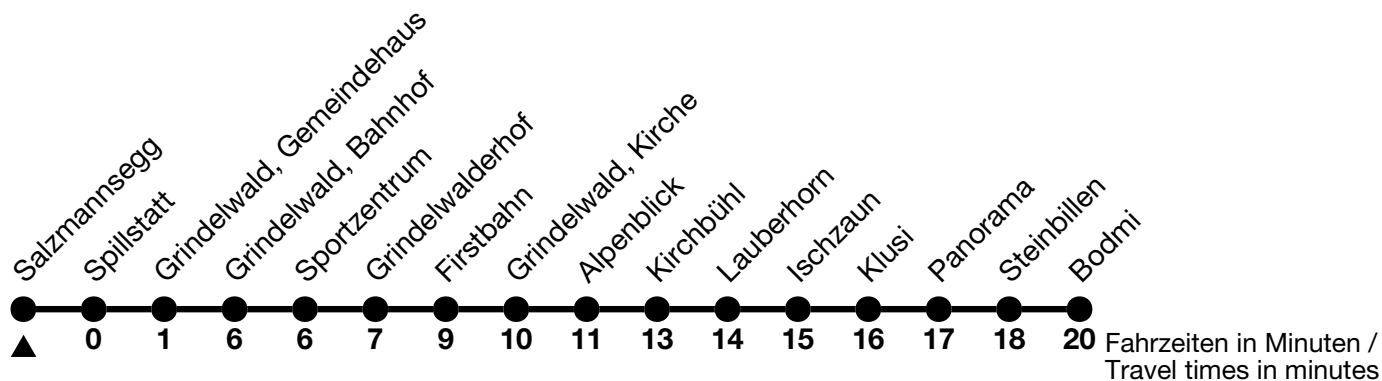 Salzmannsegg
Spillstatt
Grindelwald, Gemeindehaus
Grindelwald, Bahnhof
Sportzentrum
Grindelwalderhof
Firstbahn
Grindelwald, Kirche
Alpenblick
Kirchbühl
Lauberhorn
Ischzaun
Klusi
Panorama
Steinbillen
Bodmi
0 1 6 6 7 9 10 11 13 14 15 16 17 18 20 Fahrzeiten in Minuten /
Travel times in minutes